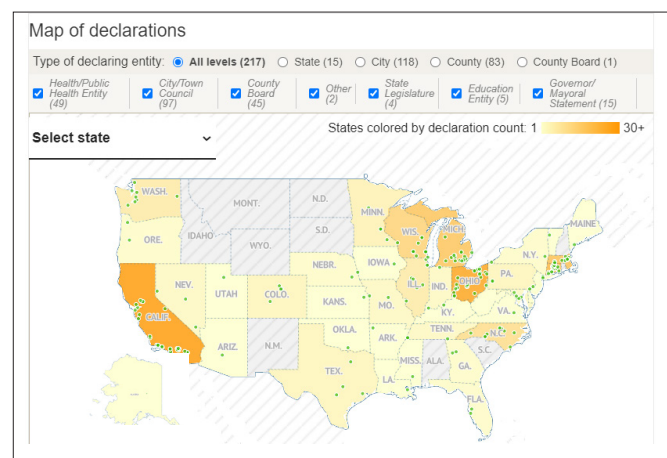 Map of declarations
Type of declaring entity: All levels (217) State (15) City (118) County (83) County Board (1)
Health/Public Health Entity (49)
City/Town Council (97)
County Board (45)
Other (2)
State Legislature (4)
Education Entity (5)
Governor/ Mayoral Statement (15)
Select state
States colored by declaration count: 1 30+
WASH.
MONT.
N.D.
MINN.
MAINE
ORE.
IDAHO
S.D.
WIS.
MICH.
N.Y.
WYO.
NEBR.
IOWA
PA.
NEV.
UTAH
COLO.
KANS.
MO.
ILL.
IND.
OHIO
KY.
VA.
CALIF.
ARIZ.
N.M.
OKLA.
ARK.
TENN.
N.C.
S.C.
TEX.
LA.
MISS.
ALA.
GA.
FLA.